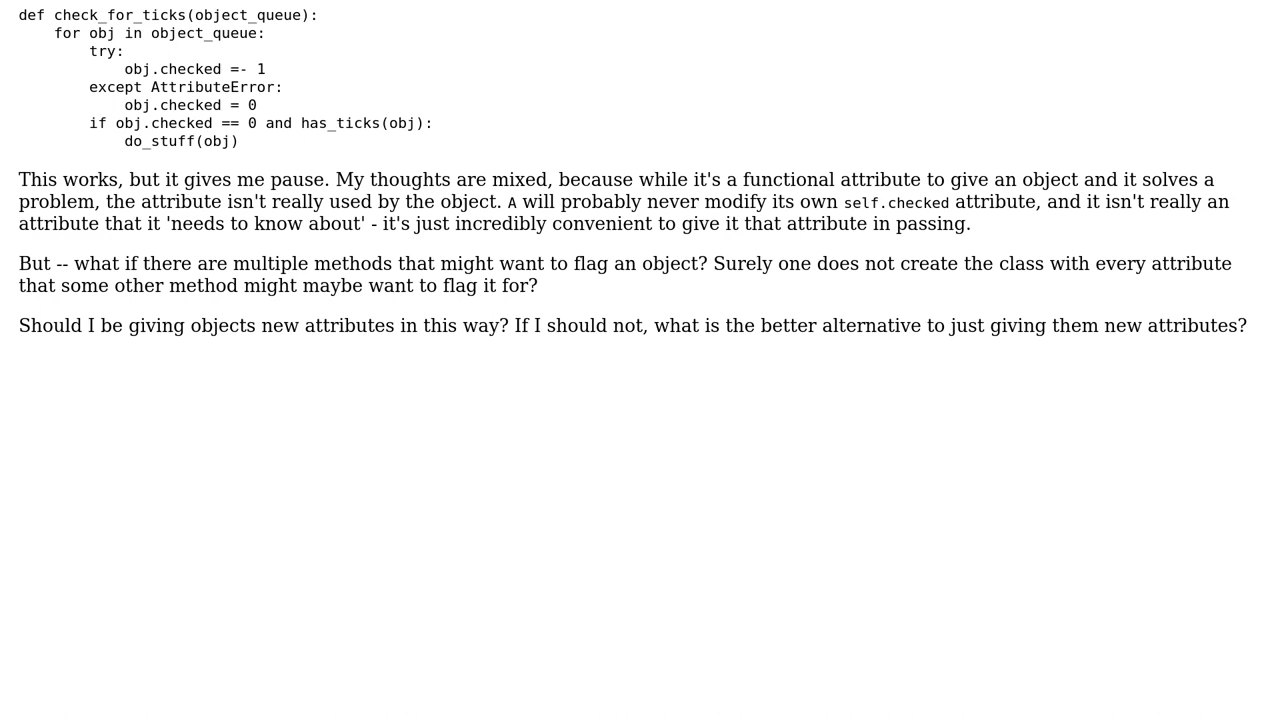 def check_for_ticks(object_queue):
    for obj in object_queue:
        try:
            obj.checked =- 1
        except AttributeError:
            obj.checked = 0
        if obj.checked == 0 and has_ticks(obj):
            do_stuff(obj)
This works, but it gives me pause. My thoughts are mixed, because while it's a functional attribute to give an object and it solves a
problem, the attribute isn't really used by the object. A will probably never modify its own self.checked attribute, and it isn't really an
attribute that it 'needs to know about' - it's just incredibly convenient to give it that attribute in passing.
But -- what if there are multiple methods that might want to flag an object? Surely one does not create the class with every attribute
that some other method might maybe want to flag it for?
Should I be giving objects new attributes in this way? If I should not, what is the better alternative to just giving them new attributes?